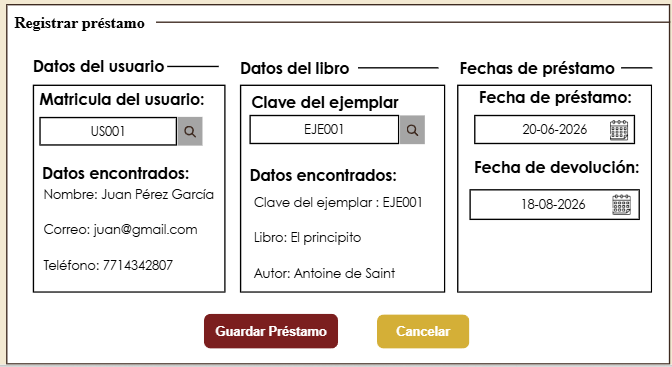 Registrar préstamo
Datos del usuario
Matricula del usuario:
US001
Datos encontrados:
Nombre: Juan Pérez García
Correo: juan@gmail.com
Teléfono: 7714342807
Datos del libro
Clave del ejemplar
EJE001
Datos encontrados:
Clave del ejemplar : EJE001
Libro: El principito
Autor: Antoine de Saint
Fechas de préstamo
Fecha de préstamo:
20-06-2026
Fecha de devolución:
18-08-2026
Guardar Préstamo
Cancelar